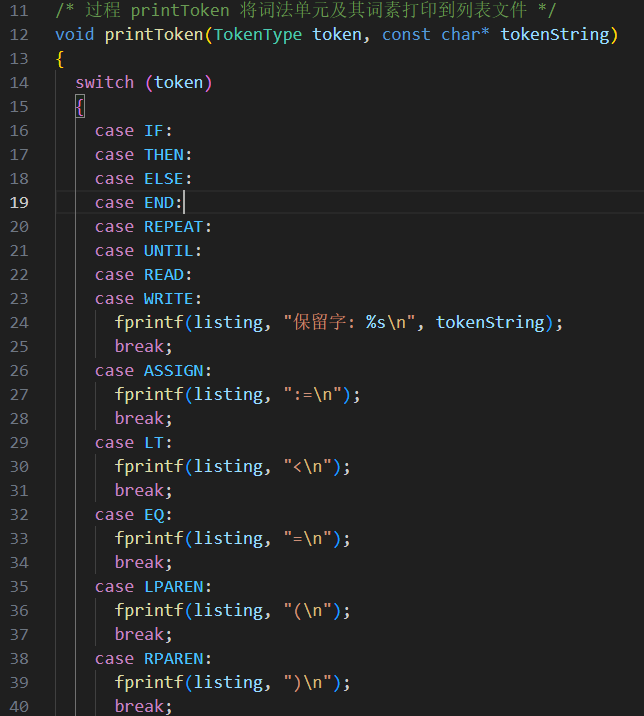 11 /* 过程 printToken 将词法单元及其词素打印到列表文件 */
12 void printToken(TokenType token, const char* tokenString)
13 {
14   switch (token)
15   {
16     case IF:
17     case THEN:
18     case ELSE:
19     case END:
20     case REPEAT:
21     case UNTIL:
22     case READ:
23     case WRITE:
24       fprintf(listing, "保留字: %s\n", tokenString);
25       break;
26     case ASSIGN:
27       fprintf(listing, ":=\n");
28       break;
29     case LT:
30       fprintf(listing, "<\n");
31       break;
32     case EQ:
33       fprintf(listing, "=\n");
34       break;
35     case LPAREN:
36       fprintf(listing, "(\n");
37       break;
38     case RPAREN:
39       fprintf(listing, ")\n");
40       break;